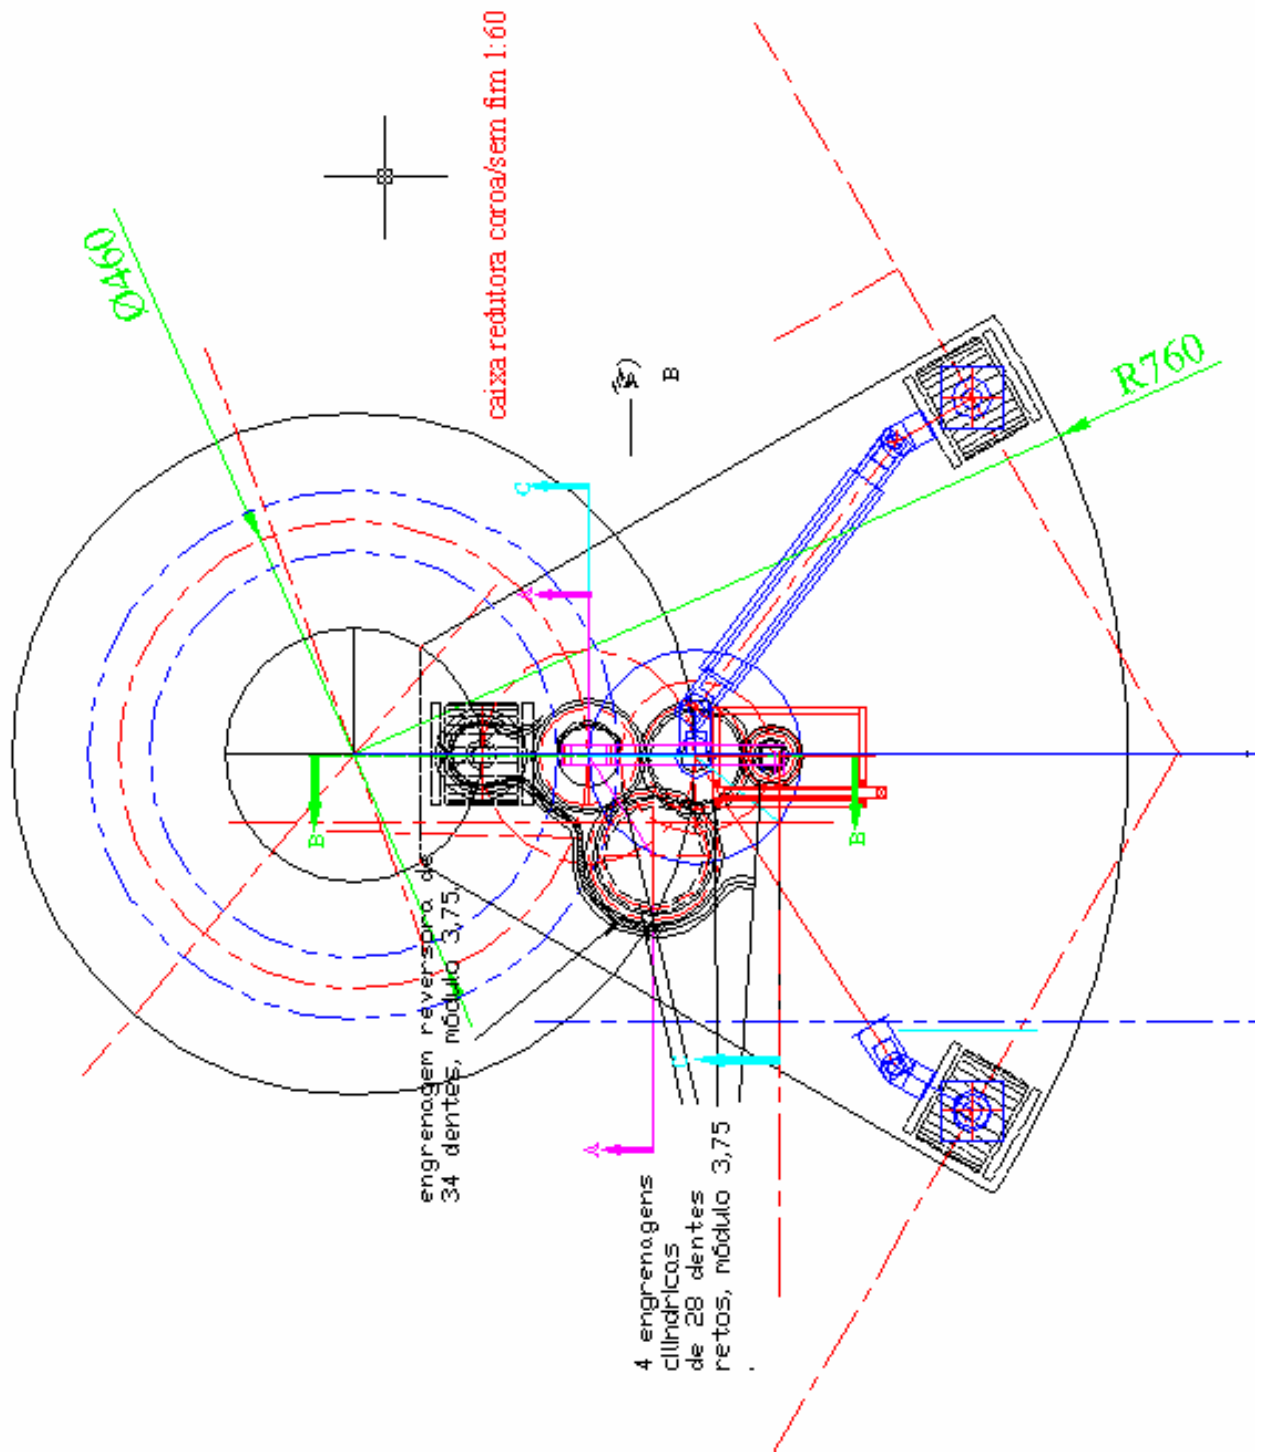 Ø460
caixa redutora coroa/sem fim 1:60
B
R760
C
A
B
B
engrenagem reversora de
34 dentes, módulo 3,75
C
A
4 engrenagens
cilíndricas
de 28 dentes
retos, módulo 3,75
.